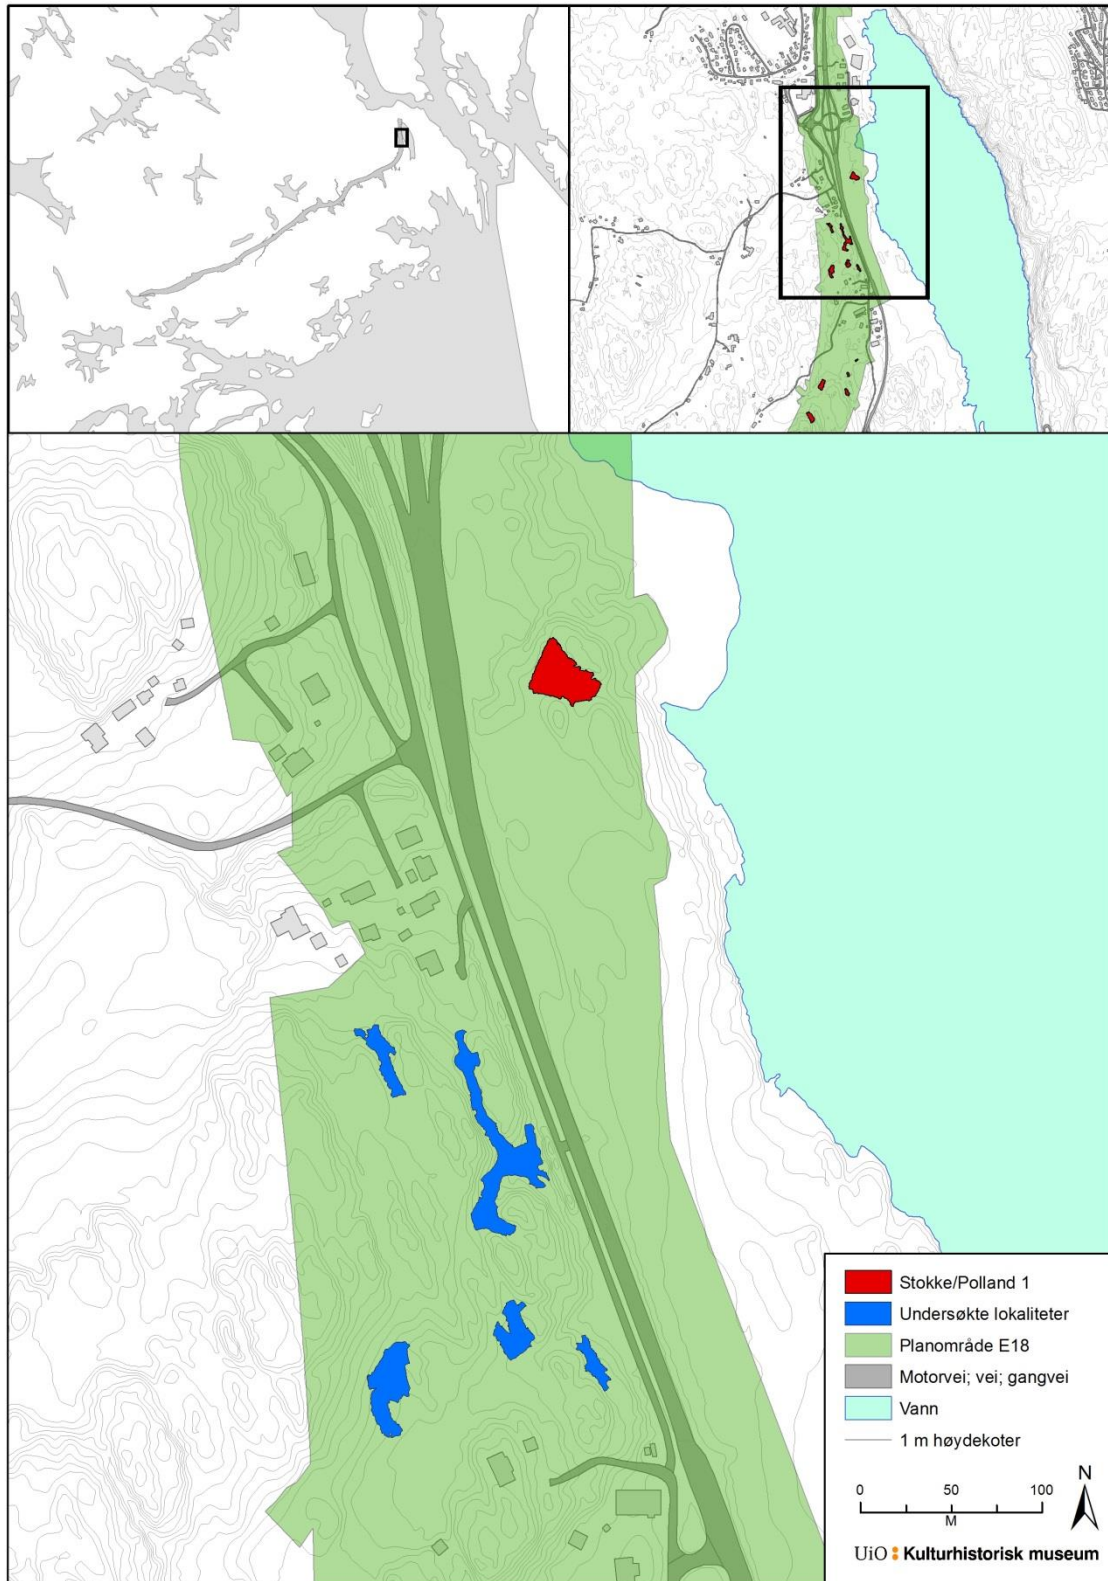 Stokke/Polland 1
Undersøkte lokaliteter
Planområde E18
Motorvei; vei; gangvei
Vann
1 m høydekoter
N
0 50 100
M
UiO Kulturhistorisk museum